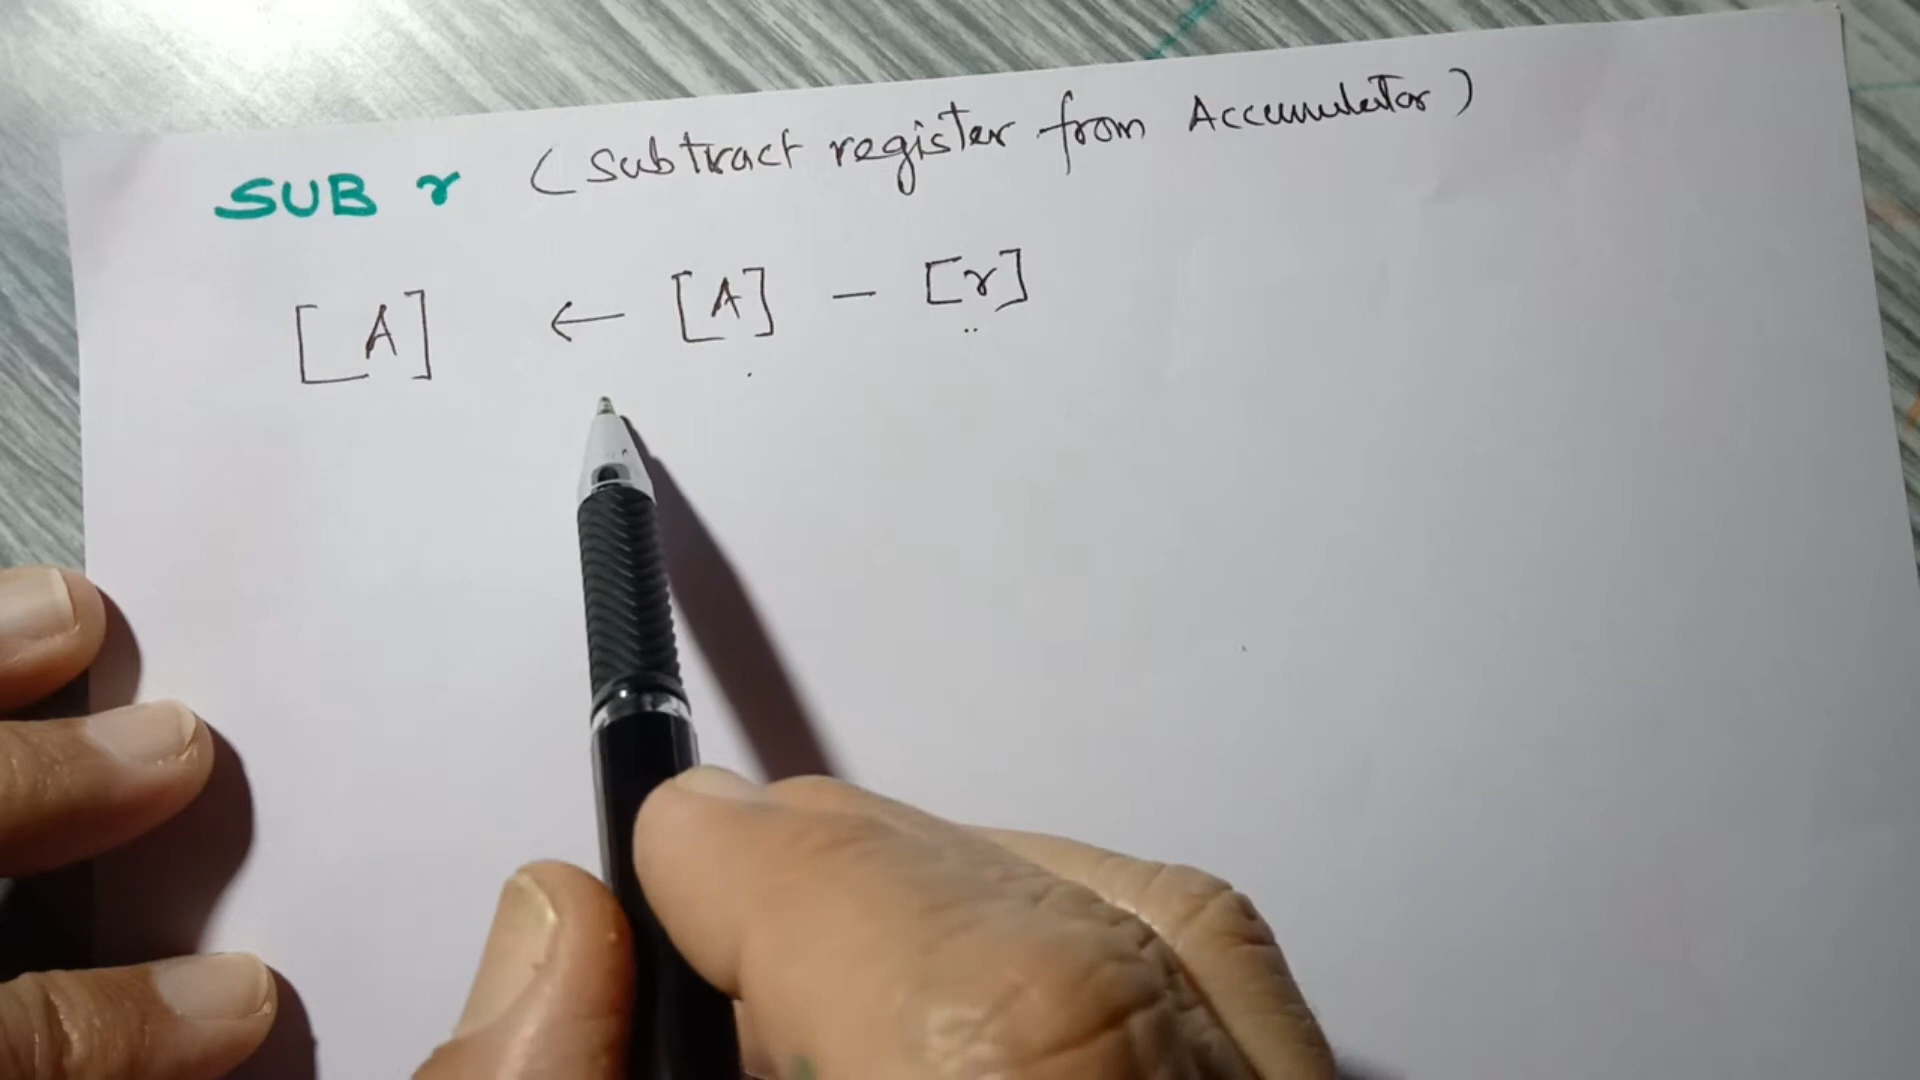 SUB r (Subtract register from Accumulator)
[A] ← [A] - [r]